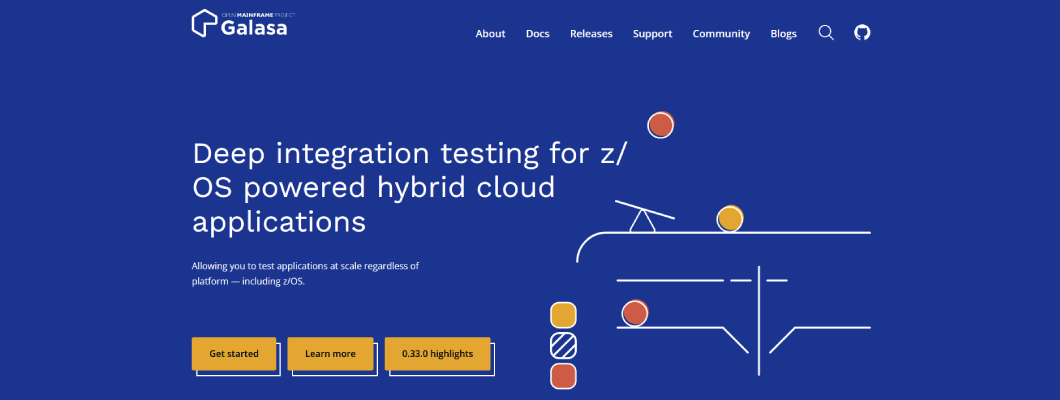 OPEN MAINFRAME PROJECT
Galasa
About Docs Releases Support Community Blogs
Deep integration testing for z/
OS powered hybrid cloud
applications
Allowing you to test applications at scale regardless of
platform — including z/OS.
Get started Learn more 0.33.0 highlights